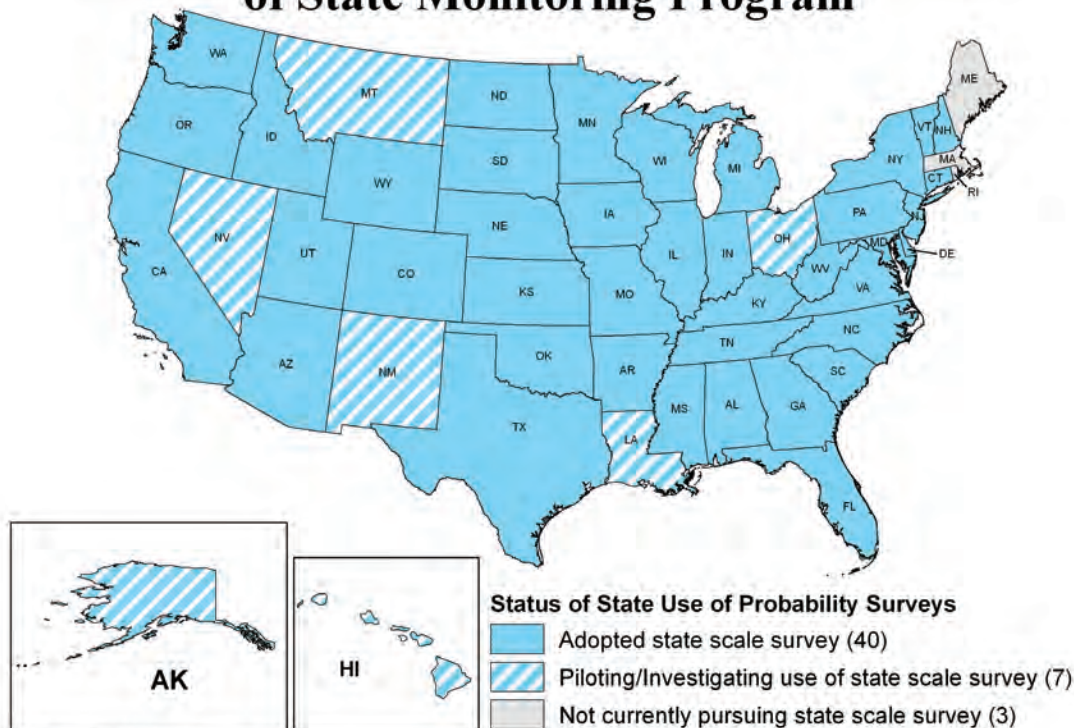 of State Monitoring Program
WA
MT
ND
MN
ME
OR
ID
SD
WI
MI
VT
NH
NY
MA
CT
RI
WY
NE
IA
PA
NJ
NV
UT
CO
IL
IN
OH
MD
DE
WV
VA
CA
KS
MO
KY
NC
TN
AZ
NM
OK
AR
SC
MS
AL
GA
TX
LA
FL
AK
HI
Status of State Use of Probability Surveys
Adopted state scale survey (40)
Piloting/Investigating use of state scale survey (7)
Not currently pursuing state scale survey (3)